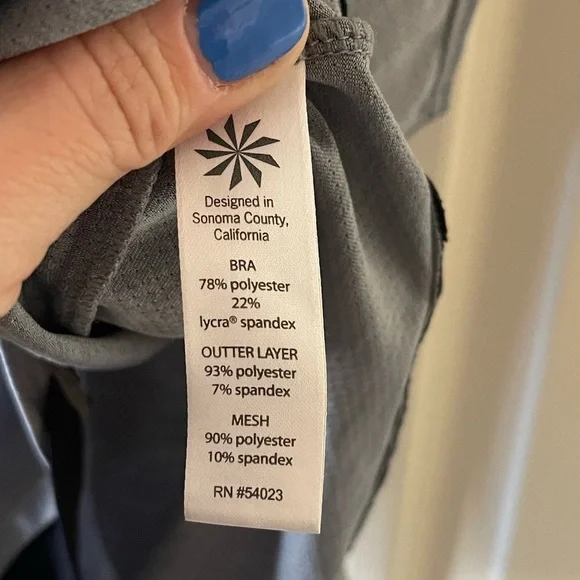 Designed in
Sonoma County,
California
BRA
78% polyester
22%
lycra® spandex
OUTTER LAYER
93% polyester
7% spandex
MESH
90% polyester
10% spandex
RN #54023